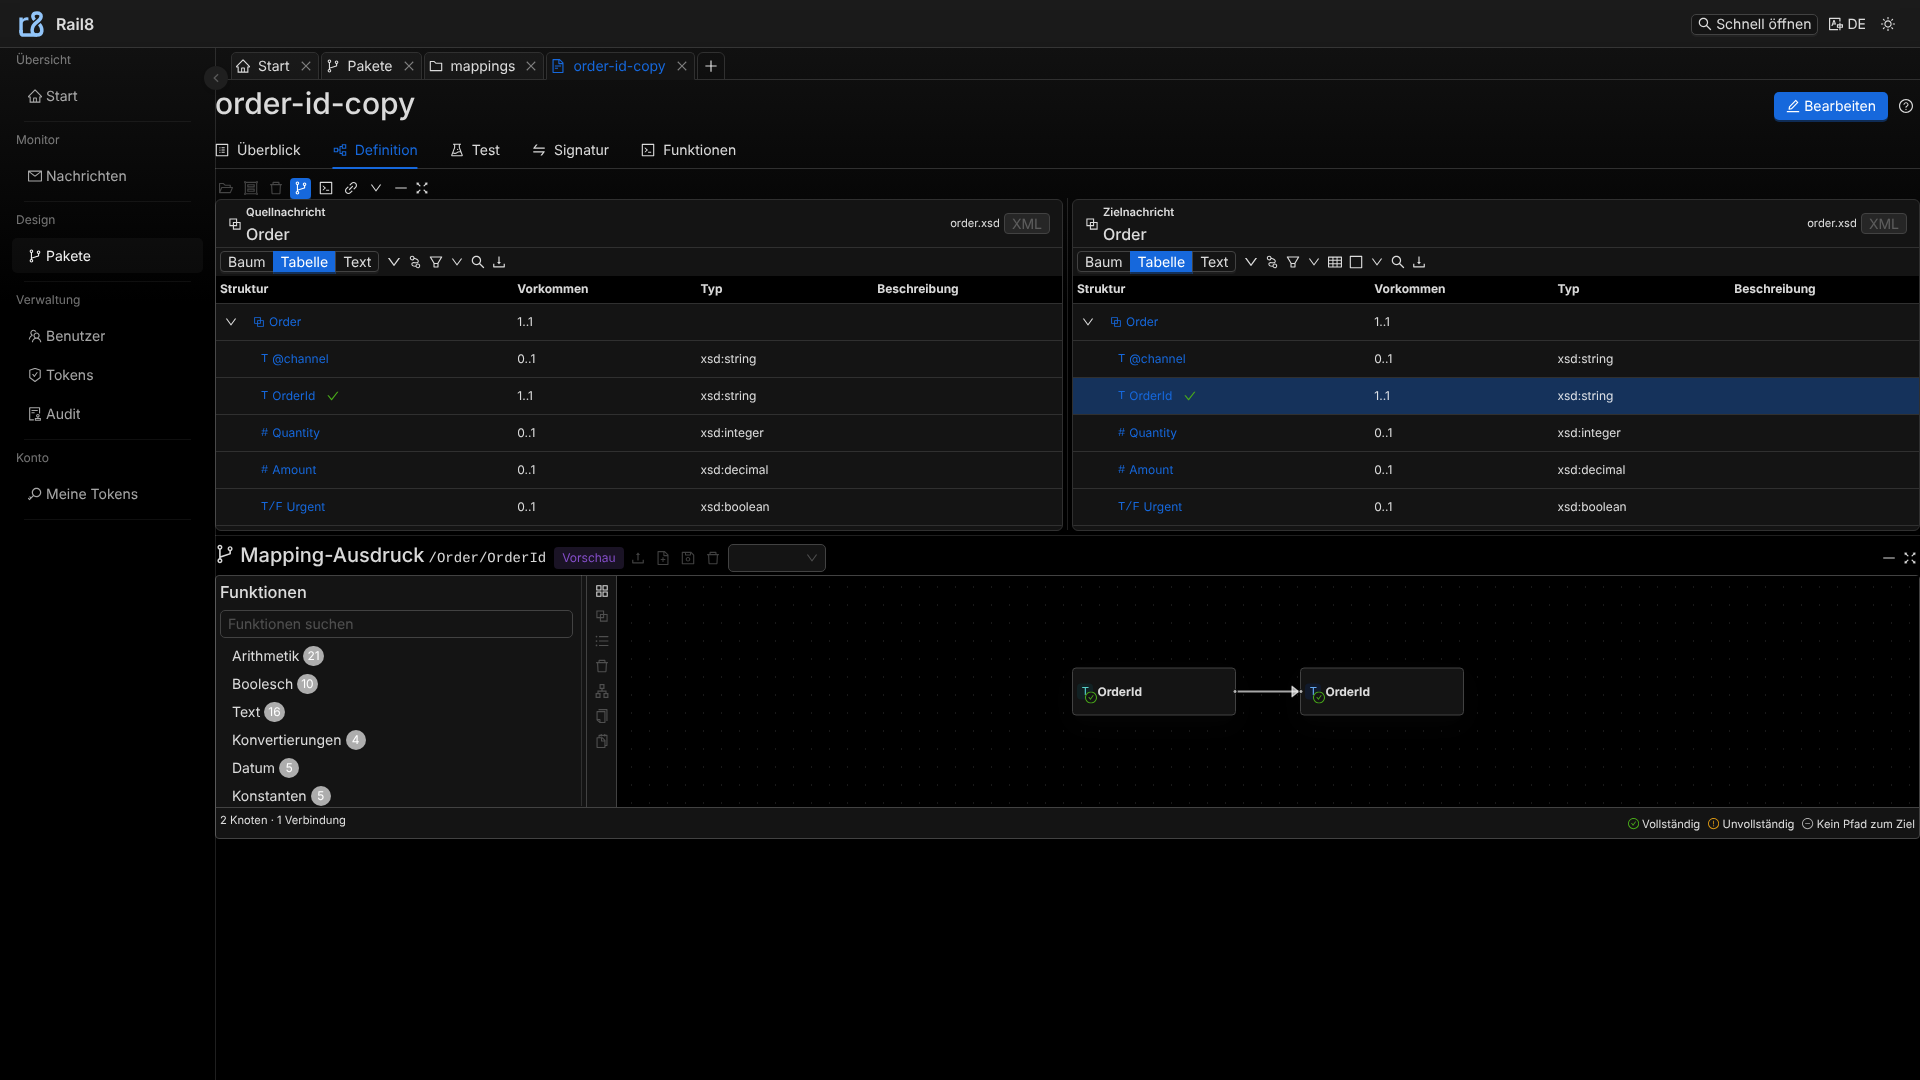 Rail8
Schnell öffnen
DE
Übersicht
Start
Monitor
Nachrichten
Design
Pakete
Verwaltung
Benutzer
Tokens
Audit
Konto
Meine Tokens
Start
Pakete
mappings
order-id-copy
order-id-copy
Bearbeiten
Überblick
Definition
Test
Signatur
Funktionen
Quellnachricht
Order
order.xsd XML
Baum Tabelle Text
Struktur Vorkommen Typ Beschreibung
Order 1..1
T @channel 0..1 xsd:string
T OrderId 1..1 xsd:string
# Quantity 0..1 xsd:integer
# Amount 0..1 xsd:decimal
T/F Urgent 0..1 xsd:boolean
Zielnachricht
Order
order.xsd XML
Baum Tabelle Text
Struktur Vorkommen Typ Beschreibung
Order 1..1
T @channel 0..1 xsd:string
T OrderId 1..1 xsd:string
# Quantity 0..1 xsd:integer
# Amount 0..1 xsd:decimal
T/F Urgent 0..1 xsd:boolean
Mapping-Ausdruck /Order/OrderId Vorschau
Funktionen
Funktionen suchen
Arithmetik 21
Boolesch 10
Text 16
Konvertierungen 4
Datum 5
Konstanten 5
T OrderId
T OrderId
2 Knoten · 1 Verbindung
Vollständig Unvollständig Kein Pfad zum Ziel